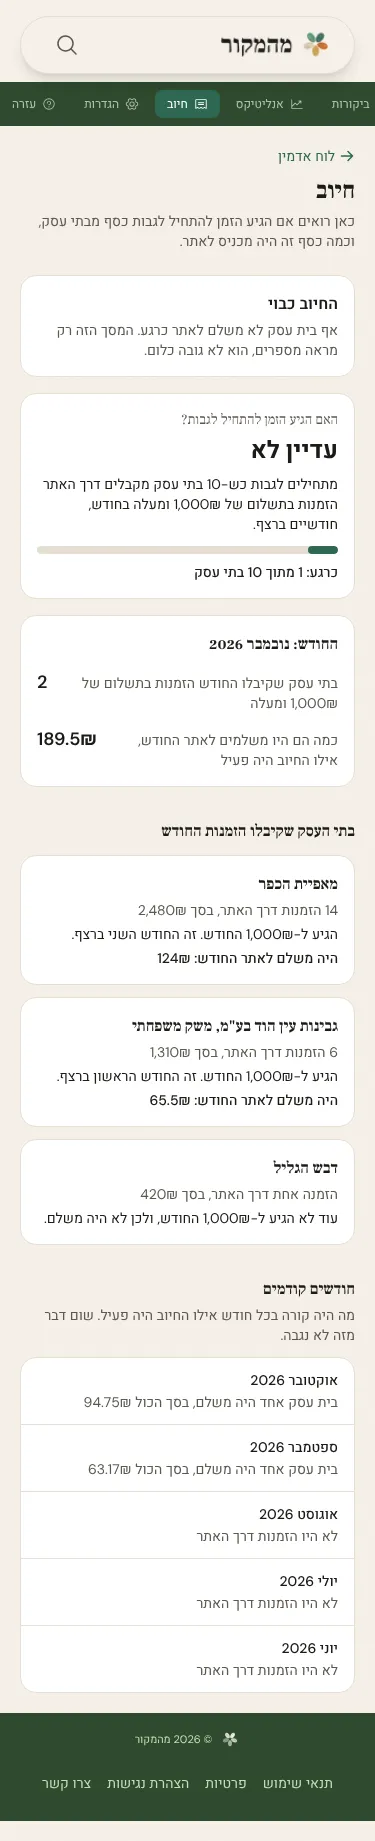 מהמקור
ביקורות
אנליטיקס
חיוב
הגדרות
עזרה
→ לוח אדמין
חיוב
כאן רואים אם הגיע הזמן להתחיל לגבות כסף מבתי עסק,
וכמה כסף זה היה מכניס לאתר.
החיוב כבוי
אף בית עסק לא משלם לאתר כרגע. המסך הזה רק
מראה מספרים, הוא לא גובה כלום.
האם הגיע הזמן להתחיל לגבות?
עדיין לא
מתחילים לגבות כש-10 בתי עסק מקבלים דרך האתר
הזמנות בתשלום של ₪1,000 ומעלה בחודש,
חודשיים ברצף.
כרגע: 1 מתוך 10 בתי עסק
החודש: נובמבר 2026
בתי עסק שקיבלו החודש הזמנות בתשלום של
₪1,000 ומעלה
2
כמה הם היו משלמים לאתר החודש,
אילו החיוב היה פעיל
₪189.5
בתי העסק שקיבלו הזמנות החודש
מאפיית הכפר
14 הזמנות דרך האתר, בסך ₪2,480
הגיע ל-₪1,000 החודש. זה החודש השני ברצף.
היה משלם לאתר החודש: ₪124
גבינות עין הוד בע"מ, משק משפחתי
6 הזמנות דרך האתר, בסך ₪1,310
הגיע ל-₪1,000 החודש. זה החודש הראשון ברצף.
היה משלם לאתר החודש: ₪65.5
דבש הגליל
הזמנה אחת דרך האתר, בסך ₪420
עוד לא הגיע ל-₪1,000 החודש, ולכן לא היה משלם.
חודשים קודמים
מה היה קורה בכל חודש אילו החיוב היה פעיל. שום דבר
מזה לא נגבה.
אוקטובר 2026
בית עסק אחד היה משלם, בסך הכול ₪94.75
ספטמבר 2026
בית עסק אחד היה משלם, בסך הכול ₪63.17
אוגוסט 2026
לא היו הזמנות דרך האתר
יולי 2026
לא היו הזמנות דרך האתר
יוני 2026
לא היו הזמנות דרך האתר
© 2026 מהמקור
תנאי שימוש
פרטיות
הצהרת נגישות
צרו קשר